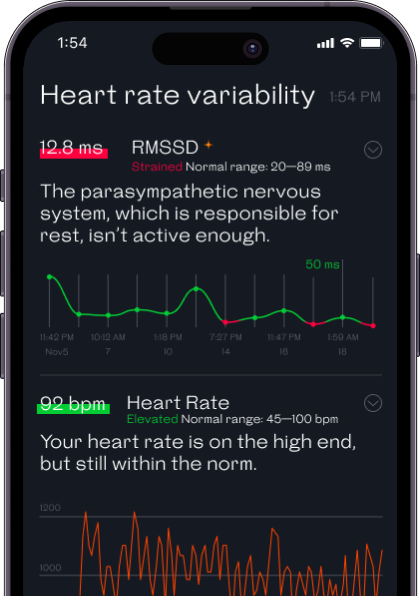 1:54
Heart rate variability 1:54 PM
12.8 ms RMSSD
Strained Normal range: 20—89 ms
The parasympathetic nervous
system, which is responsible for
rest, isn't active enough.
50 ms
11:42 PM 10:12 AM 1:18 PM 7:27 PM 11:47 PM 1:59 AM
Nov5 7 10 14 16 18
92 bpm Heart Rate
Elevated Normal range: 45—100 bpm
Your heart rate is on the high end,
but still within the norm.
1200
1000